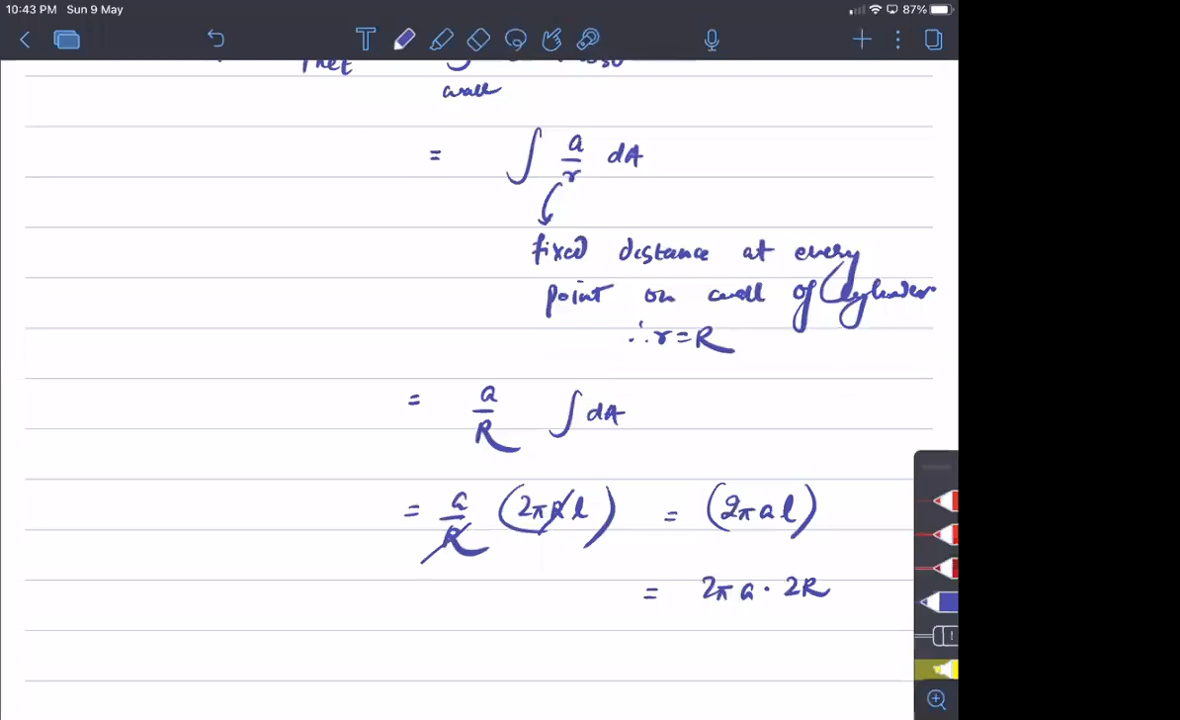 10:43 PM Sun 9 May 87%
wall
= ∫ a/r dA
fixed distance at every
point on wall of Cylinder
∴ r = R
= a/R ∫ dA
= a/R (2πRl) = (2πal)
= 2πa · 2R